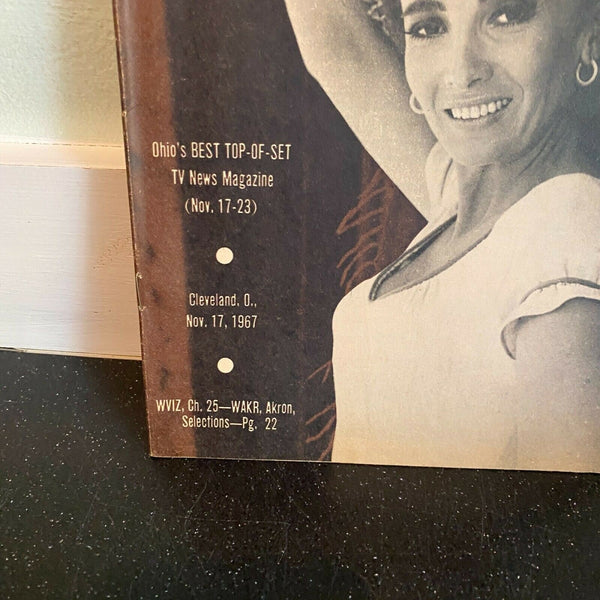 Ohio's BEST TOP-OF-SET
TV News Magazine
(Nov. 17-23)
Cleveland, O.,
Nov. 17, 1967
WVIZ, Ch. 25—WAKR, Akron,
Selections—Pg. 22